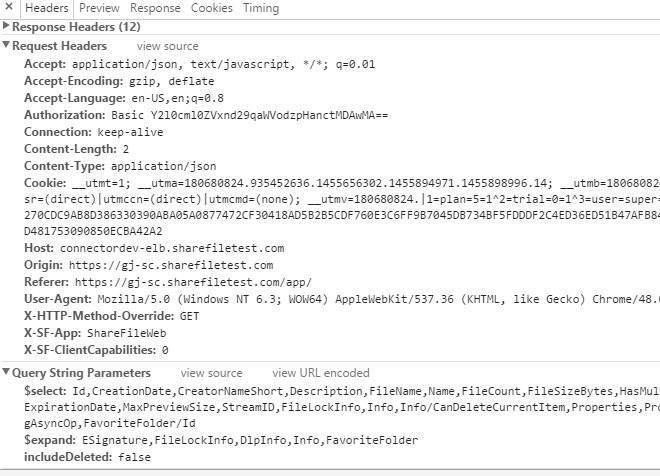 × Headers Preview Response Cookies Timing
Response Headers (12)
Request Headers view source
Accept: application/json, text/javascript, */*; q=0.01
Accept-Encoding: gzip, deflate
Accept-Language: en-US,en;q=0.8
Authorization: Basic Y2l0cml0ZVxnd29qaWVodzpHanctMDAwMA==
Connection: keep-alive
Content-Length: 2
Content-Type: application/json
Cookie: __utmt=1; __utma=180680824.935452636.1455656302.1455894971.1455898996.14; __utmb=18068082
sr=(direct)|utmccn=(direct)|utmcmd=(none); __utmv=180680824.|1=plan=5=1^2=trial=0=1^3=user=super=
270CDC9AB8D386330390ABA05A0877472CF30418AD5B2B5CDF760E3C6FF9B7045DB734BF5FDDDF2C4ED36ED51B47AFB84
D481753090850ECBA42A2
Host: connectordev-elb.sharefiletest.com
Origin: https://gj-sc.sharefiletest.com
Referer: https://gj-sc.sharefiletest.com/app/
User-Agent: Mozilla/5.0 (Windows NT 6.3; WOW64) AppleWebKit/537.36 (KHTML, like Gecko) Chrome/48.
X-HTTP-Method-Override: GET
X-SF-App: ShareFileWeb
X-SF-ClientCapabilities: 0
Query String Parameters view source view URL encoded
$select: Id,CreationDate,CreatorNameShort,Description,FileName,Name,FileCount,FileSizeBytes,HasMul
ExpirationDate,MaxPreviewSize,StreamID,FileLockInfo,Info,Info/CanDeleteCurrentItem,Properties,Pro
gAsyncOp,FavoriteFolder/Id
$expand: ESignature,FileLockInfo,DlpInfo,Info,FavoriteFolder
includeDeleted: false